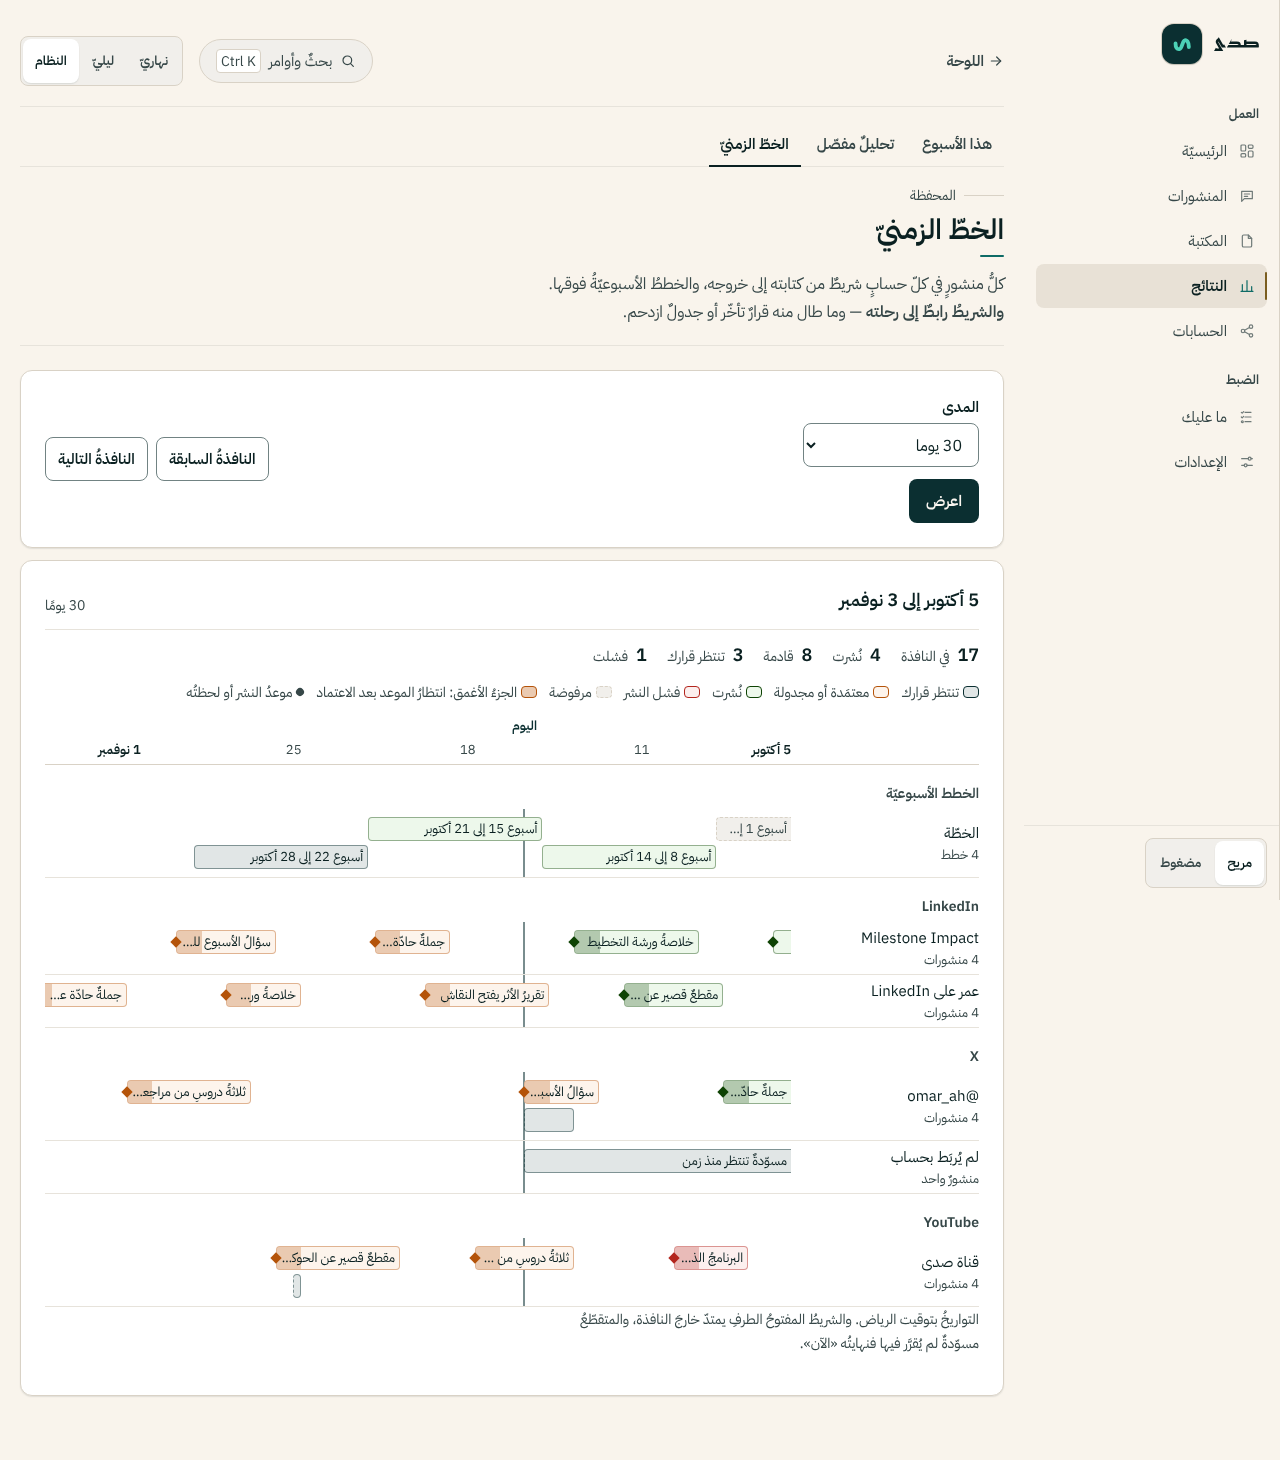 صدى
العمل
الرئيسيّة
المنشورات
المكتبة
النتائج
الحسابات
الضبط
ما عليك
الإعدادات
مريح
مضغوط
اللوحة
بحثٌ وأوامر Ctrl K
نهاريّ
ليليّ
النظام
هذا الأسبوع
تحليلٌ مفصّل
الخطّ الزمنيّ
المحفظة
الخطّ الزمنيّ
كلُّ منشورٍ في كلّ حسابٍ شريطٌ من كتابته إلى خروجه، والخططُ الأسبوعيّةُ فوقها.
والشريطُ رابطٌ إلى رحلته — وما طال منه قرارٌ تأخّر أو جدولٌ ازدحم.
المدى
30 يوما
اعرض
النافذةُ السابقة
النافذةُ التالية
5 أكتوبر إلى 3 نوفمبر
30 يومًا
17 في النافذة
4 نُشرت
8 قادمة
3 تنتظر قرارك
1 فشلت
تنتظر قرارك
معتمَدة أو مجدولة
نُشرت
فشل النشر
مرفوضة
الجزءُ الأغمق: انتظارُ الموعد بعد الاعتماد
موعدُ النشر أو لحظتُه
اليوم
5 أكتوبر
11
18
25
1 نوفمبر
الخطط الأسبوعيّة
الخطّة
4 خطط
أسبوع 1 إ...
أسبوع 15 إلى 21 أكتوبر
أسبوع 8 إلى 14 أكتوبر
أسبوع 22 إلى 28 أكتوبر
LinkedIn
Milestone Impact
4 منشورات
خلاصةُ ورشة التخطيط
جملةٌ حادّة...
سؤالُ الأسبوع للـ...
عمر على LinkedIn
4 منشورات
مقطعٌ قصير عن ...
تقريرُ الأثر يفتح النقاش
خلاصةُ ور...
جملةٌ حادّة عـ...
X
@omar_ah
4 منشورات
جملةٌ حادّ...
سؤالُ الأسبـ...
ثلاثةُ دروسٍ من مراجعـ...
لم يُربَط بحساب
منشورٌ واحد
مسوّدةٌ تنتظر منذ زمن
YouTube
قناة صدى
4 منشورات
البرنامجُ الذ...
ثلاثةُ دروسٍ من ...
مقطعٌ قصير عن الحوكـ...
التواريخُ بتوقيت الرياض. والشريطُ المفتوحُ الطرفِ يمتدّ خارجَ النافذة، والمتقطّعُ
مسوّدةٌ لم يُقرَّر فيها فنهايتُه «الآن».